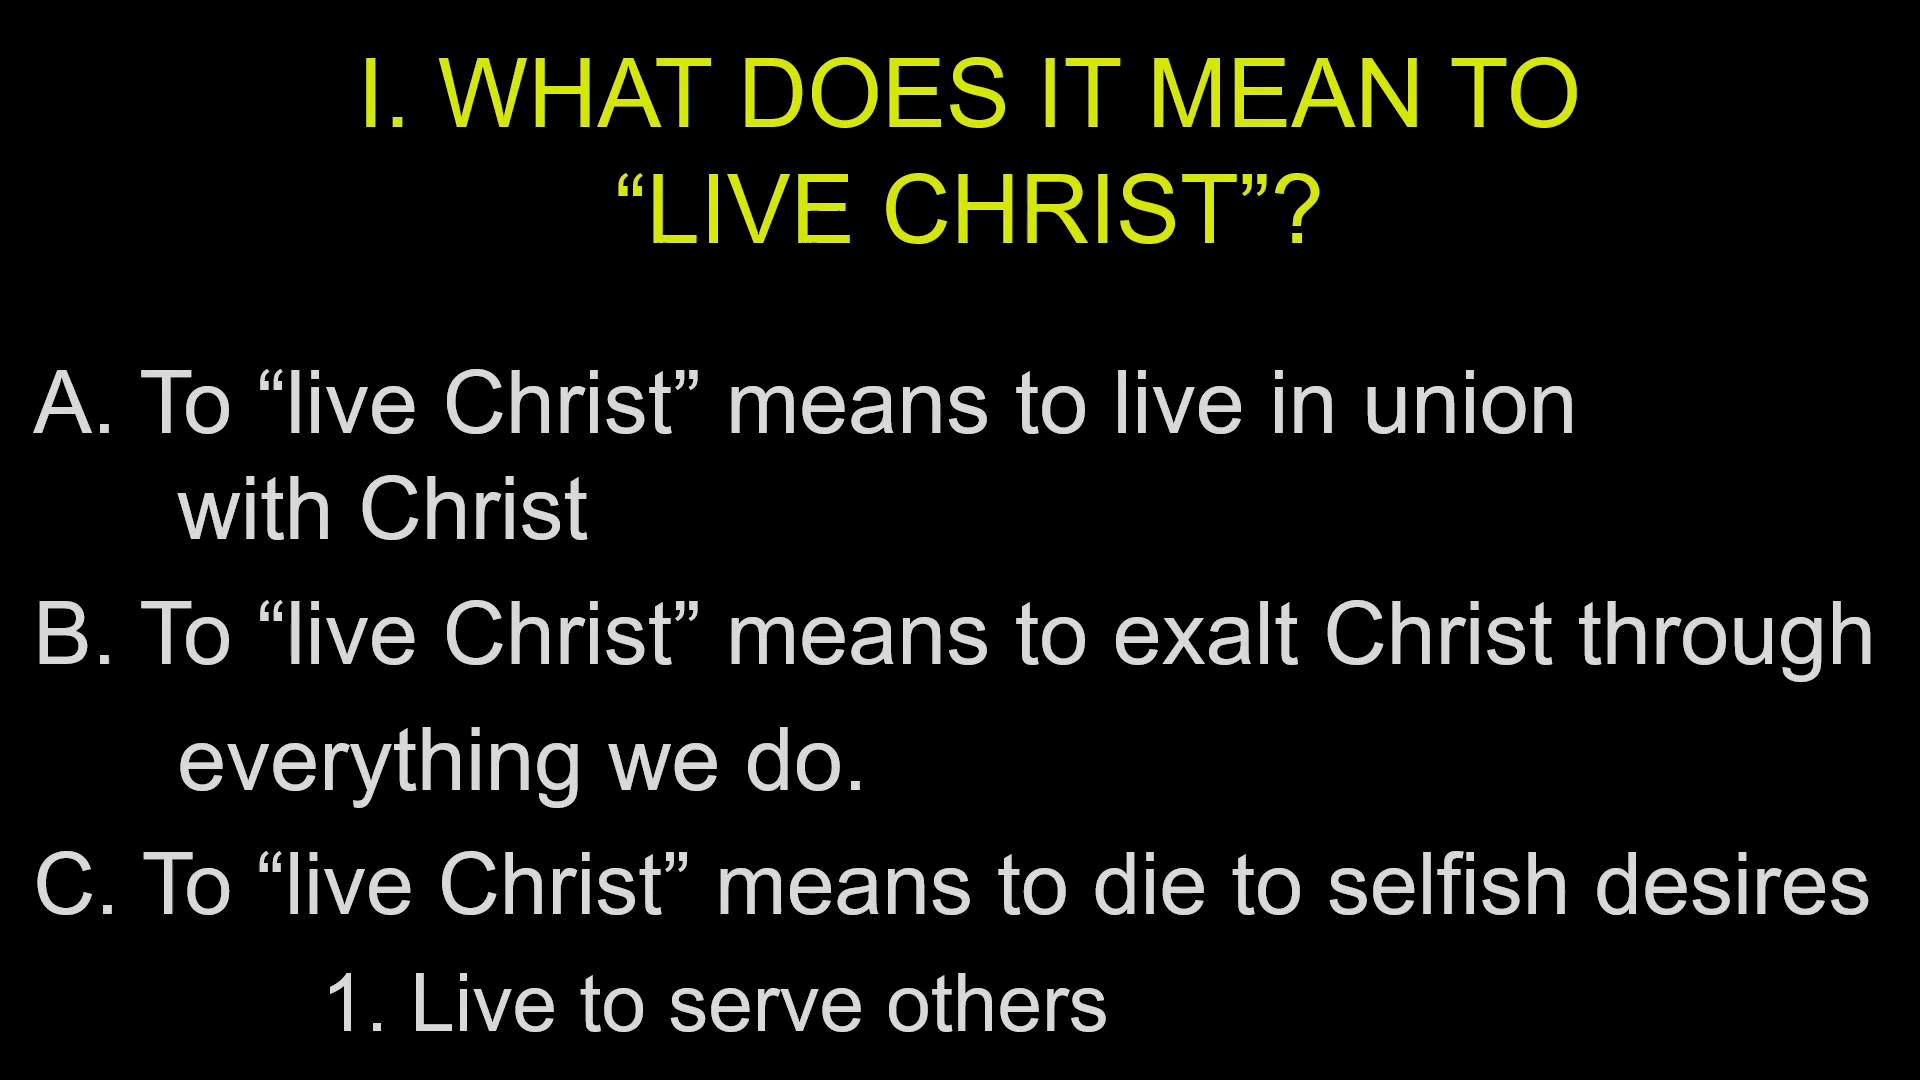 I. WHAT DOES IT MEAN TO
“LIVE CHRIST”?
A. To “live Christ” means to live in union
with Christ
B. To “live Christ” means to exalt Christ through
everything we do.
C. To “live Christ” means to die to selfish desires
1. Live to serve others